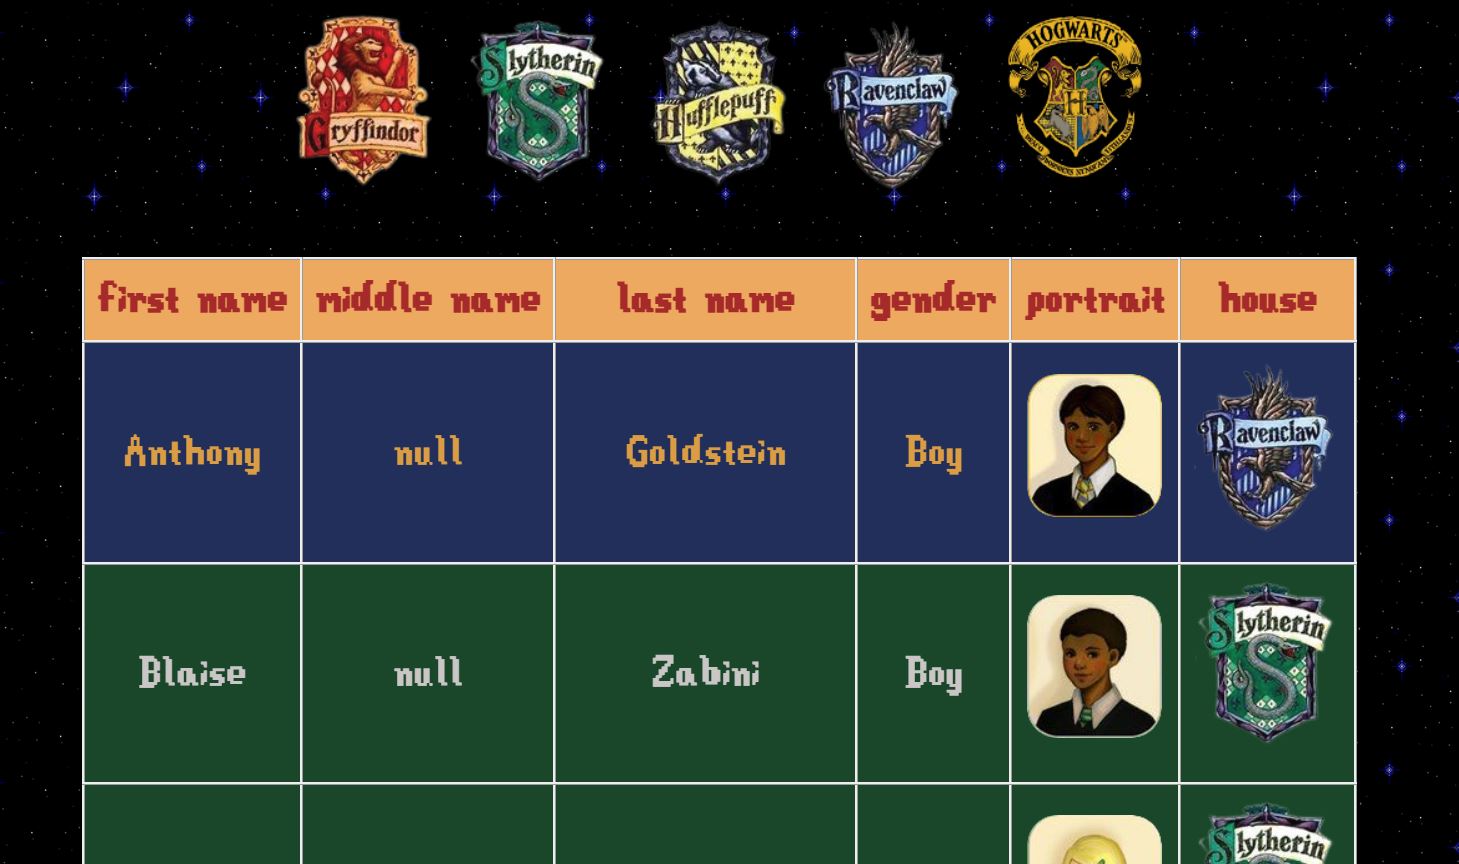 Gryffindor
Slytherin
Hufflepuff
Ravenclaw
HOGWARTS
H
first name middle name last name gender portrait house
Anthony null Goldstein Boy Ravenclaw
Blaise null Zabini Boy Slytherin
Slytherin